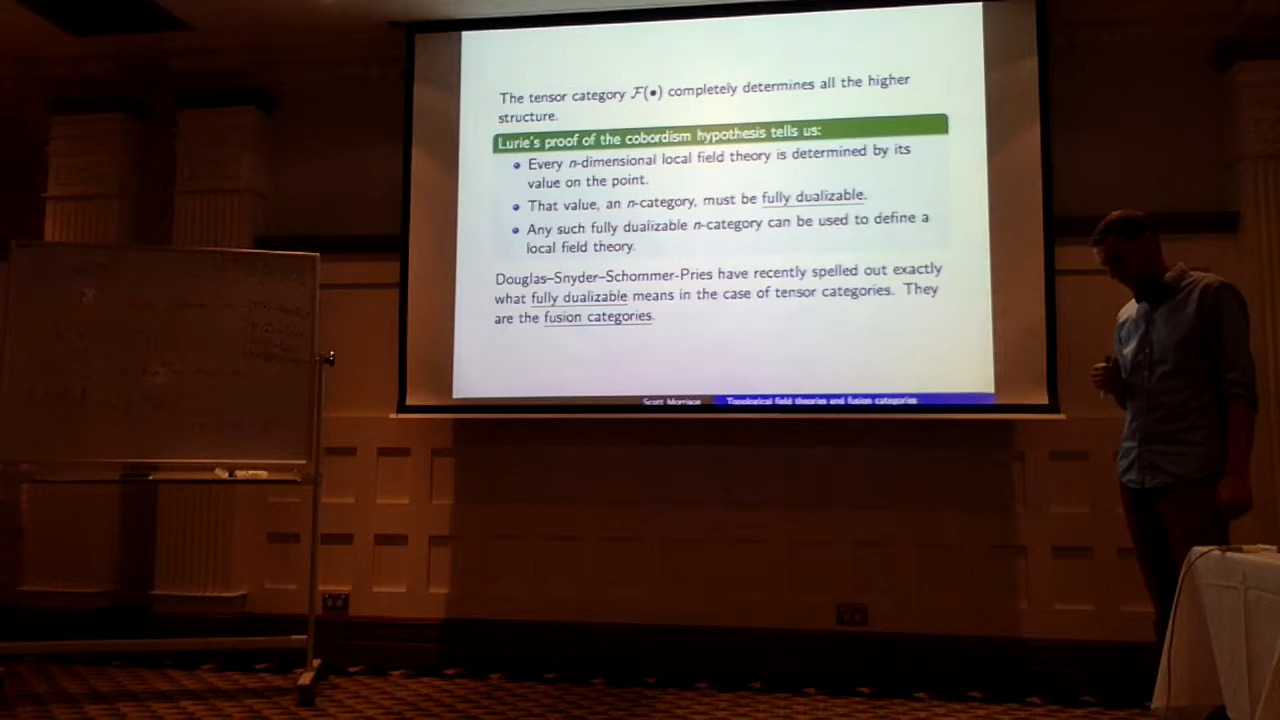 The tensor category F(•) completely determines all the higher
structure.
Lurie's proof of the cobordism hypothesis tells us:
• Every n-dimensional local field theory is determined by its
value on the point.
• That value, an n-category, must be fully dualizable.
• Any such fully dualizable n-category can be used to define a
local field theory.
Douglas–Snyder–Schommer-Pries have recently spelled out exactly
what fully dualizable means in the case of tensor categories. They
are the fusion categories.
Scott Morrison Topological field theories and fusion categories